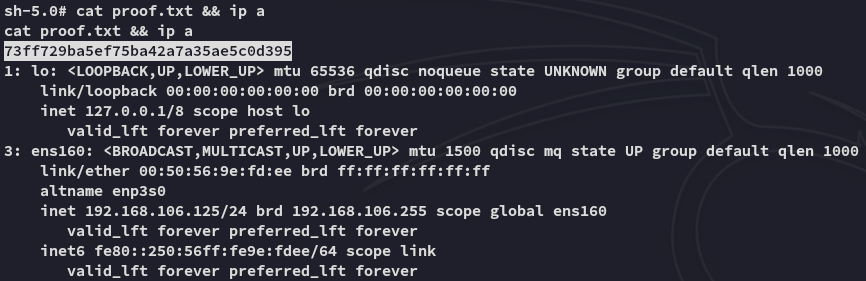 sh-5.0# cat proof.txt && ip a
cat proof.txt && ip a
73ff729ba5ef75ba42a7a35ae5c0d395
1: lo: <LOOPBACK,UP,LOWER_UP> mtu 65536 qdisc noqueue state UNKNOWN group default qlen 1000
    link/loopback 00:00:00:00:00:00 brd 00:00:00:00:00:00
    inet 127.0.0.1/8 scope host lo
       valid_lft forever preferred_lft forever
3: ens160: <BROADCAST,MULTICAST,UP,LOWER_UP> mtu 1500 qdisc mq state UP group default qlen 1000
    link/ether 00:50:56:9e:fd:ee brd ff:ff:ff:ff:ff:ff
    altname enp3s0
    inet 192.168.106.125/24 brd 192.168.106.255 scope global ens160
       valid_lft forever preferred_lft forever
    inet6 fe80::250:56ff:fe9e:fdee/64 scope link
       valid_lft forever preferred_lft forever